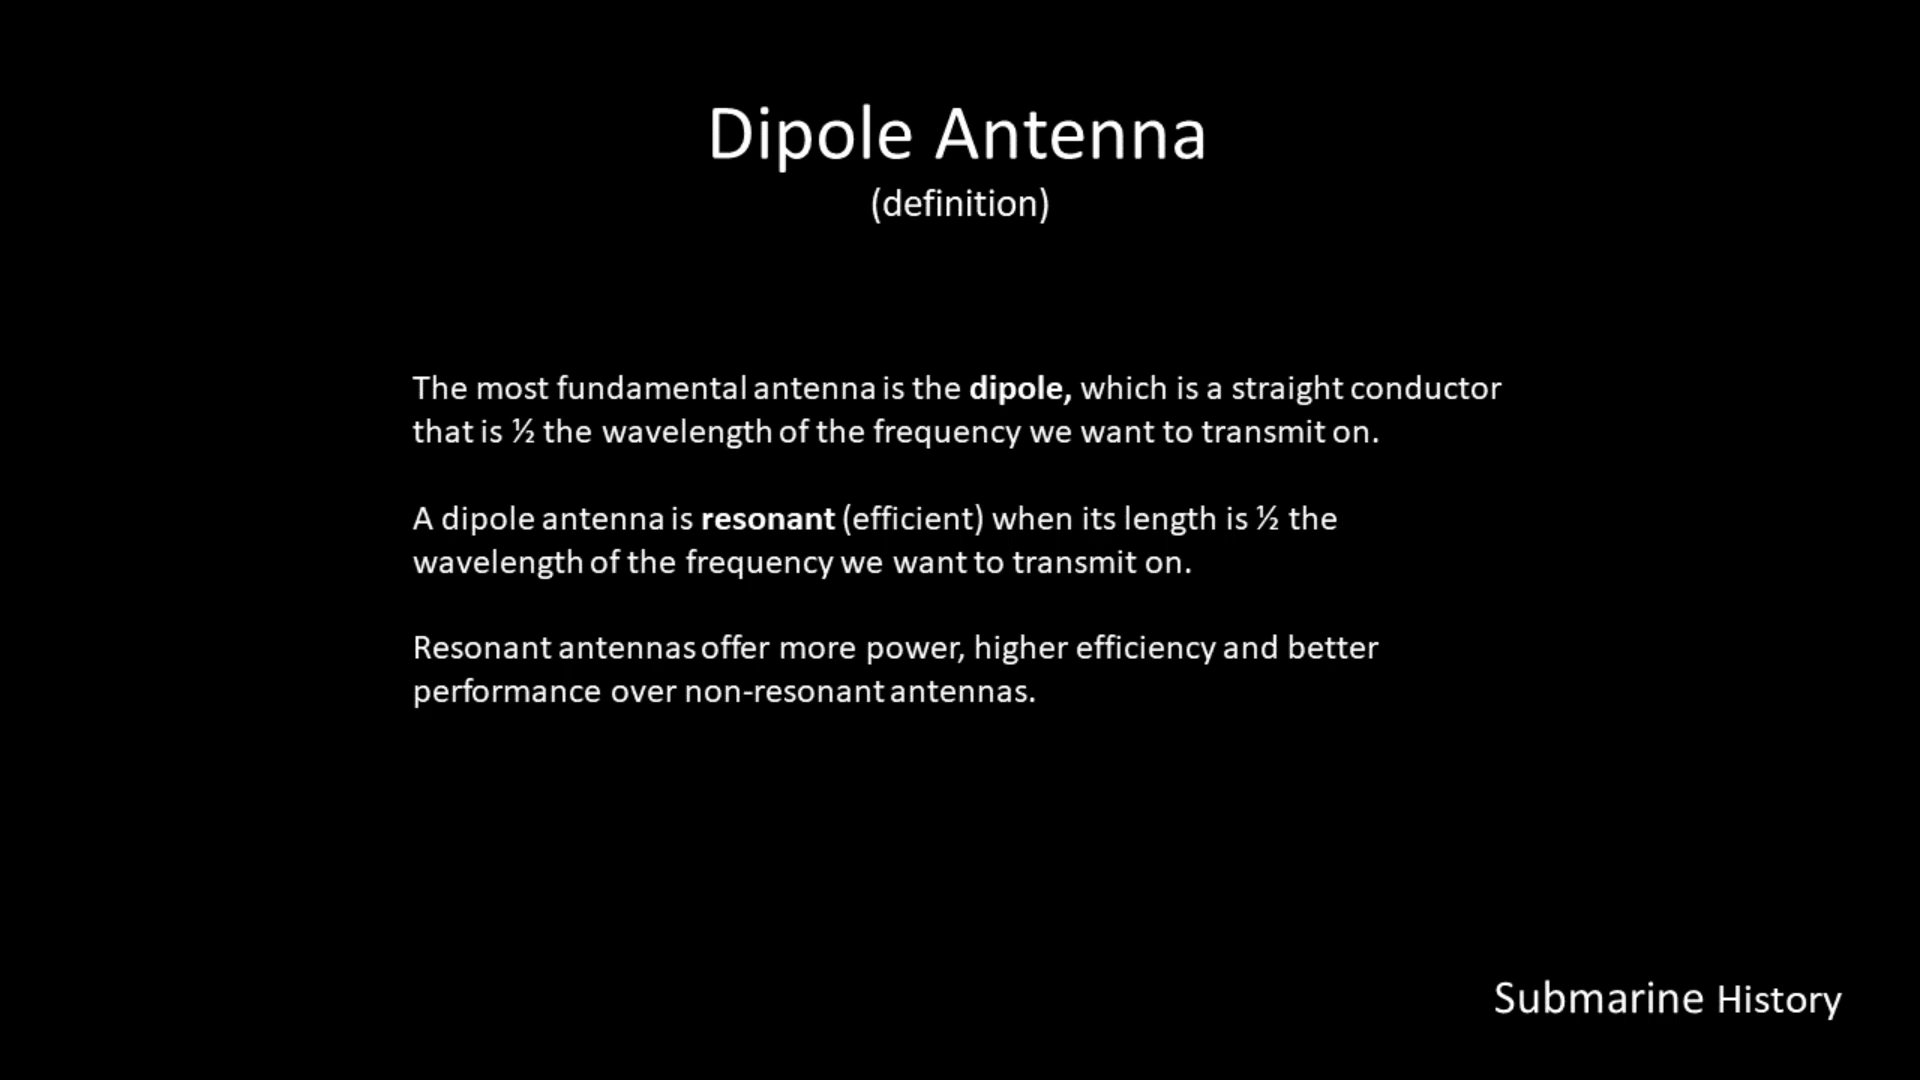 Dipole Antenna
(definition)
The most fundamental antenna is the dipole, which is a straight conductor
that is ½ the wavelength of the frequency we want to transmit on.
A dipole antenna is resonant (efficient) when its length is ½ the
wavelength of the frequency we want to transmit on.
Resonant antennas offer more power, higher efficiency and better
performance over non-resonant antennas.
Submarine History